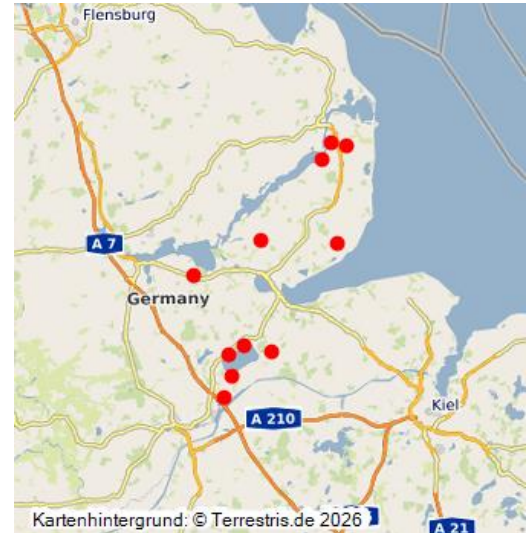 Flensburg
A 7
Germany
Kiel
A 210
Kartenhintergrund: © Terrestris.de 2026
A 21